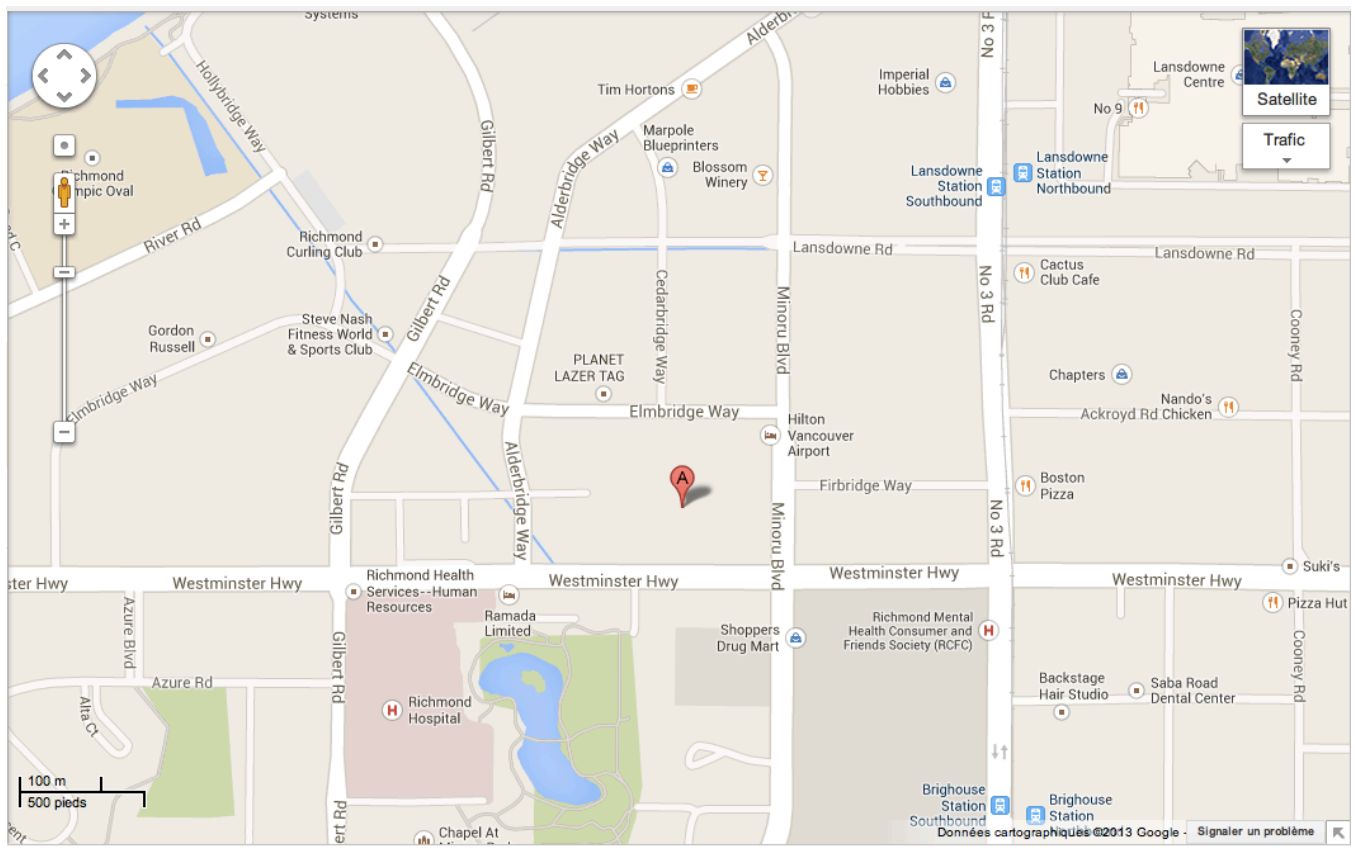 Systems
Alderb
No 3 R
Hollybridge Way
Gilbert Rd
Tim Hortons
Imperial
Hobbies
Lansdowne
Centre
No 9
Satellite
Trafic
Marpole
Blueprinters
Alderbridge Way
Blossom
Winery
Lansdowne
Station
Southbound
Lansdowne
Station
Northbound
Richmond
Olympic Oval
River Rd
Richmond
Curling Club
Lansdowne Rd
Lansdowne Rd
Cactus
Club Cafe
Gilbert Rd
Cedarbridge Way
Minoru Blvd
No 3 Rd
Cooney Rd
Gordon
Russell
Steve Nash
Fitness World
& Sports Club
PLANET
LAZER TAG
Chapters
Elmbridge Way
Elmbridge Way
Elmbridge Way
Nando's
Chicken
Ackroyd Rd
Hilton
Vancouver
Airport
A
Alderbridge Way
Gilbert Rd
Firbridge Way
Boston
Pizza
Minoru Blvd
No 3 Rd
ster Hwy
Westminster Hwy
Westminster Hwy
Westminster Hwy
Westminster Hwy
Suki's
Pizza Hut
Richmond Health
Services--Human
Resources
Ramada
Limited
Azure Blvd
Gilbert Rd
Shoppers
Drug Mart
Richmond Mental
Health Consumer and
Friends Society (RCFC)
Cooney Rd
Azure Rd
Alta Ct
Richmond
Hospital
Backstage
Hair Studio
Saba Road
Dental Center
100 m
500 pieds
ert Rd
Chapel At
Brighouse
Station
Southbound
Brighouse
Station
Données cartographiques ©2013 Google -
Signaler un problème